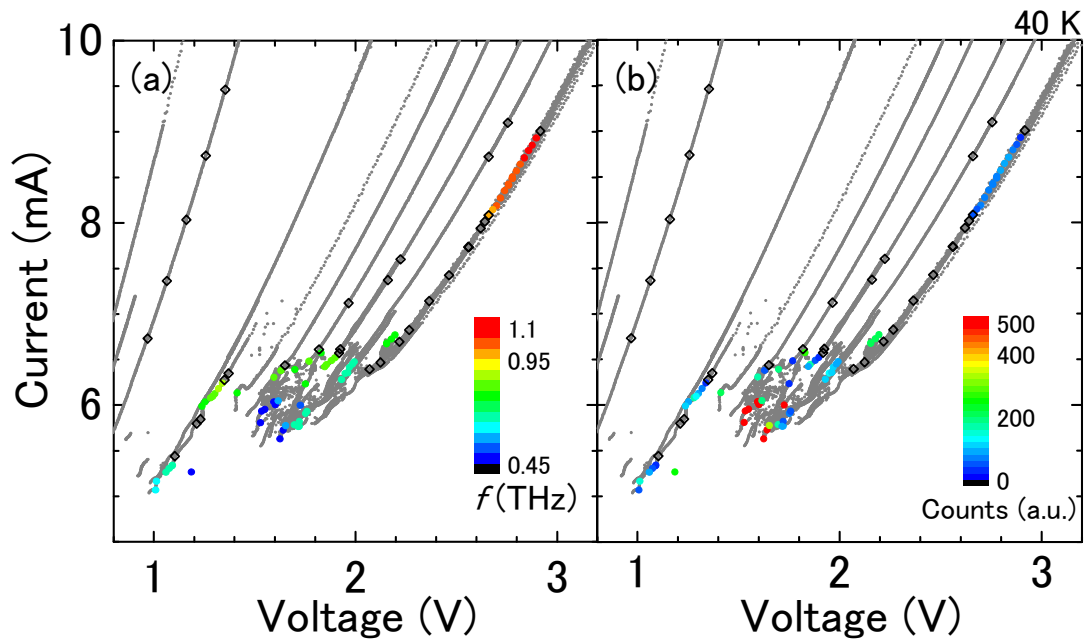 40 K
(a)
(b)
10
8
6
Current (mA)
1.1
0.95
0.45
f (THz)
500
400
200
0
Counts (a.u.)
1
2
3
1
2
3
Voltage (V)
Voltage (V)